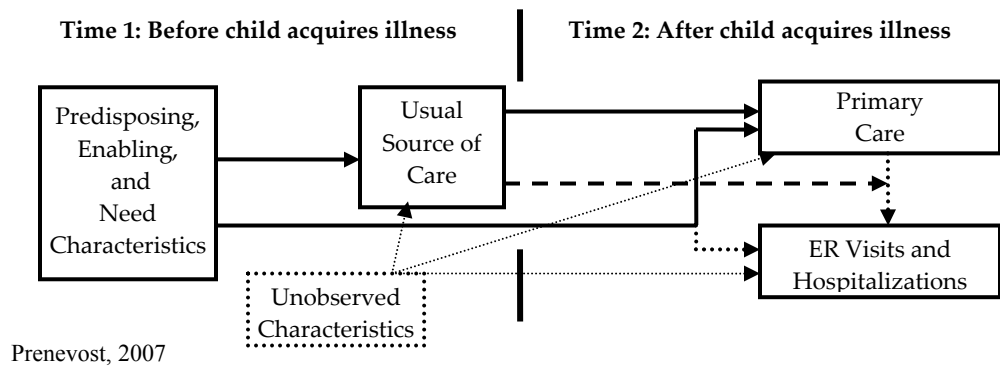 Time 1: Before child acquires illness
Time 2: After child acquires illness
Predisposing,
Enabling,
and
Need
Characteristics
Usual
Source of
Care
Primary
Care
ER Visits and
Hospitalizations
Unobserved
Characteristics
Prenevost, 2007